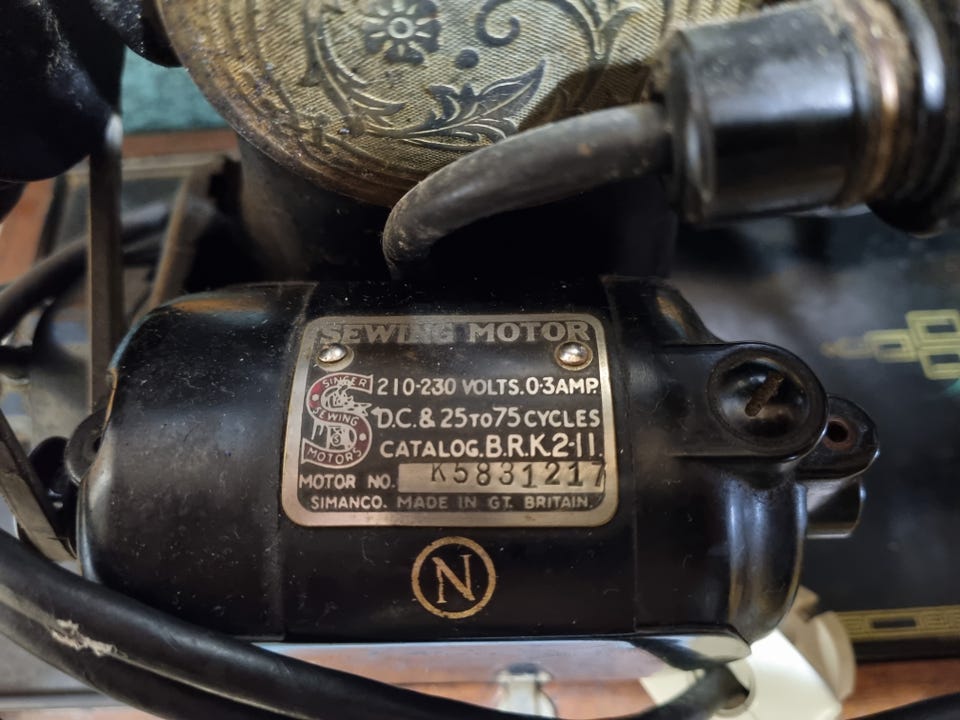 SEWING MOTOR
SINGER
SEWING
MOTORS
210-230 VOLTS. 0·3 AMP.
D.C. & 25 TO 75 CYCLES
CATALOG. B.R.K 2-11.
MOTOR NO. K5831217
SIMANCO. MADE IN GT. BRITAIN.
N